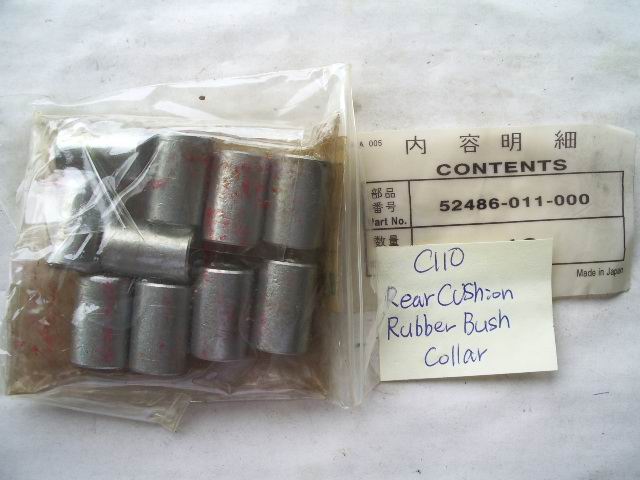 A 005
内容明細
CONTENTS
部品
番号
Part No.
52486-011-000
数量
Made in Japan
C110
Rear Cushion
Rubber Bush
Collar